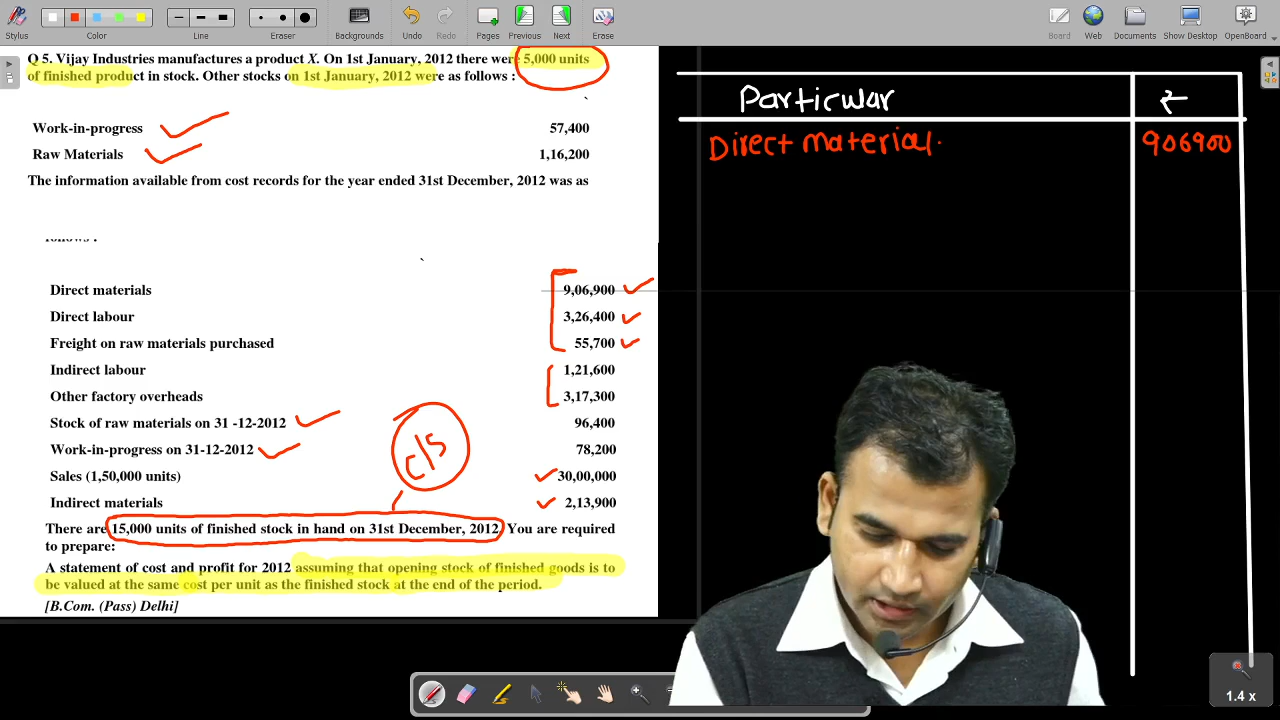 Stylus Color Line Eraser Backgrounds Undo Redo Pages Previous Next Erase Board Web Documents Show Desktop OpenBoard
Q 5. Vijay Industries manufactures a product X. On 1st January, 2012 there were 5,000 units
of finished product in stock. Other stocks on 1st January, 2012 were as follows :
`
Work-in-progress 57,400
Raw Materials 1,16,200
The information available from cost records for the year ended 31st December, 2012 was as
follows :
`
Direct materials 9,06,900
Direct labour 3,26,400
Freight on raw materials purchased 55,700
Indirect labour 1,21,600
Other factory overheads 3,17,300
Stock of raw materials on 31 -12-2012 96,400
Work-in-progress on 31-12-2012 78,200
Sales (1,50,000 units) 30,00,000
Indirect materials 2,13,900
C/S
There are 15,000 units of finished stock in hand on 31st December, 2012. You are required
to prepare:
A statement of cost and profit for 2012 assuming that opening stock of finished goods is to
be valued at the same cost per unit as the finished stock at the end of the period.
[B.Com. (Pass) Delhi]
Particular ₹
Direct material. 906900
1.4 x